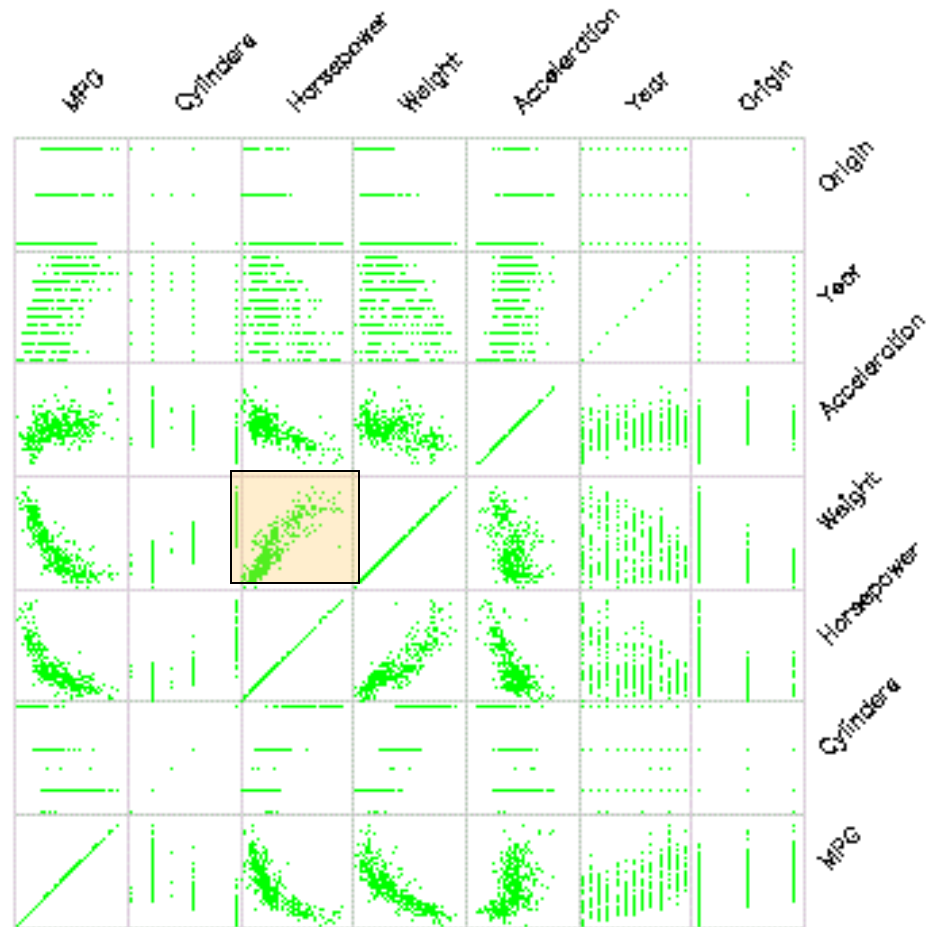 MPG
Cylinders
Horsepower
Weight
Acceleration
Year
Origin
Origin
Year
Acceleration
Weight
Horsepower
Cylinders
MPG